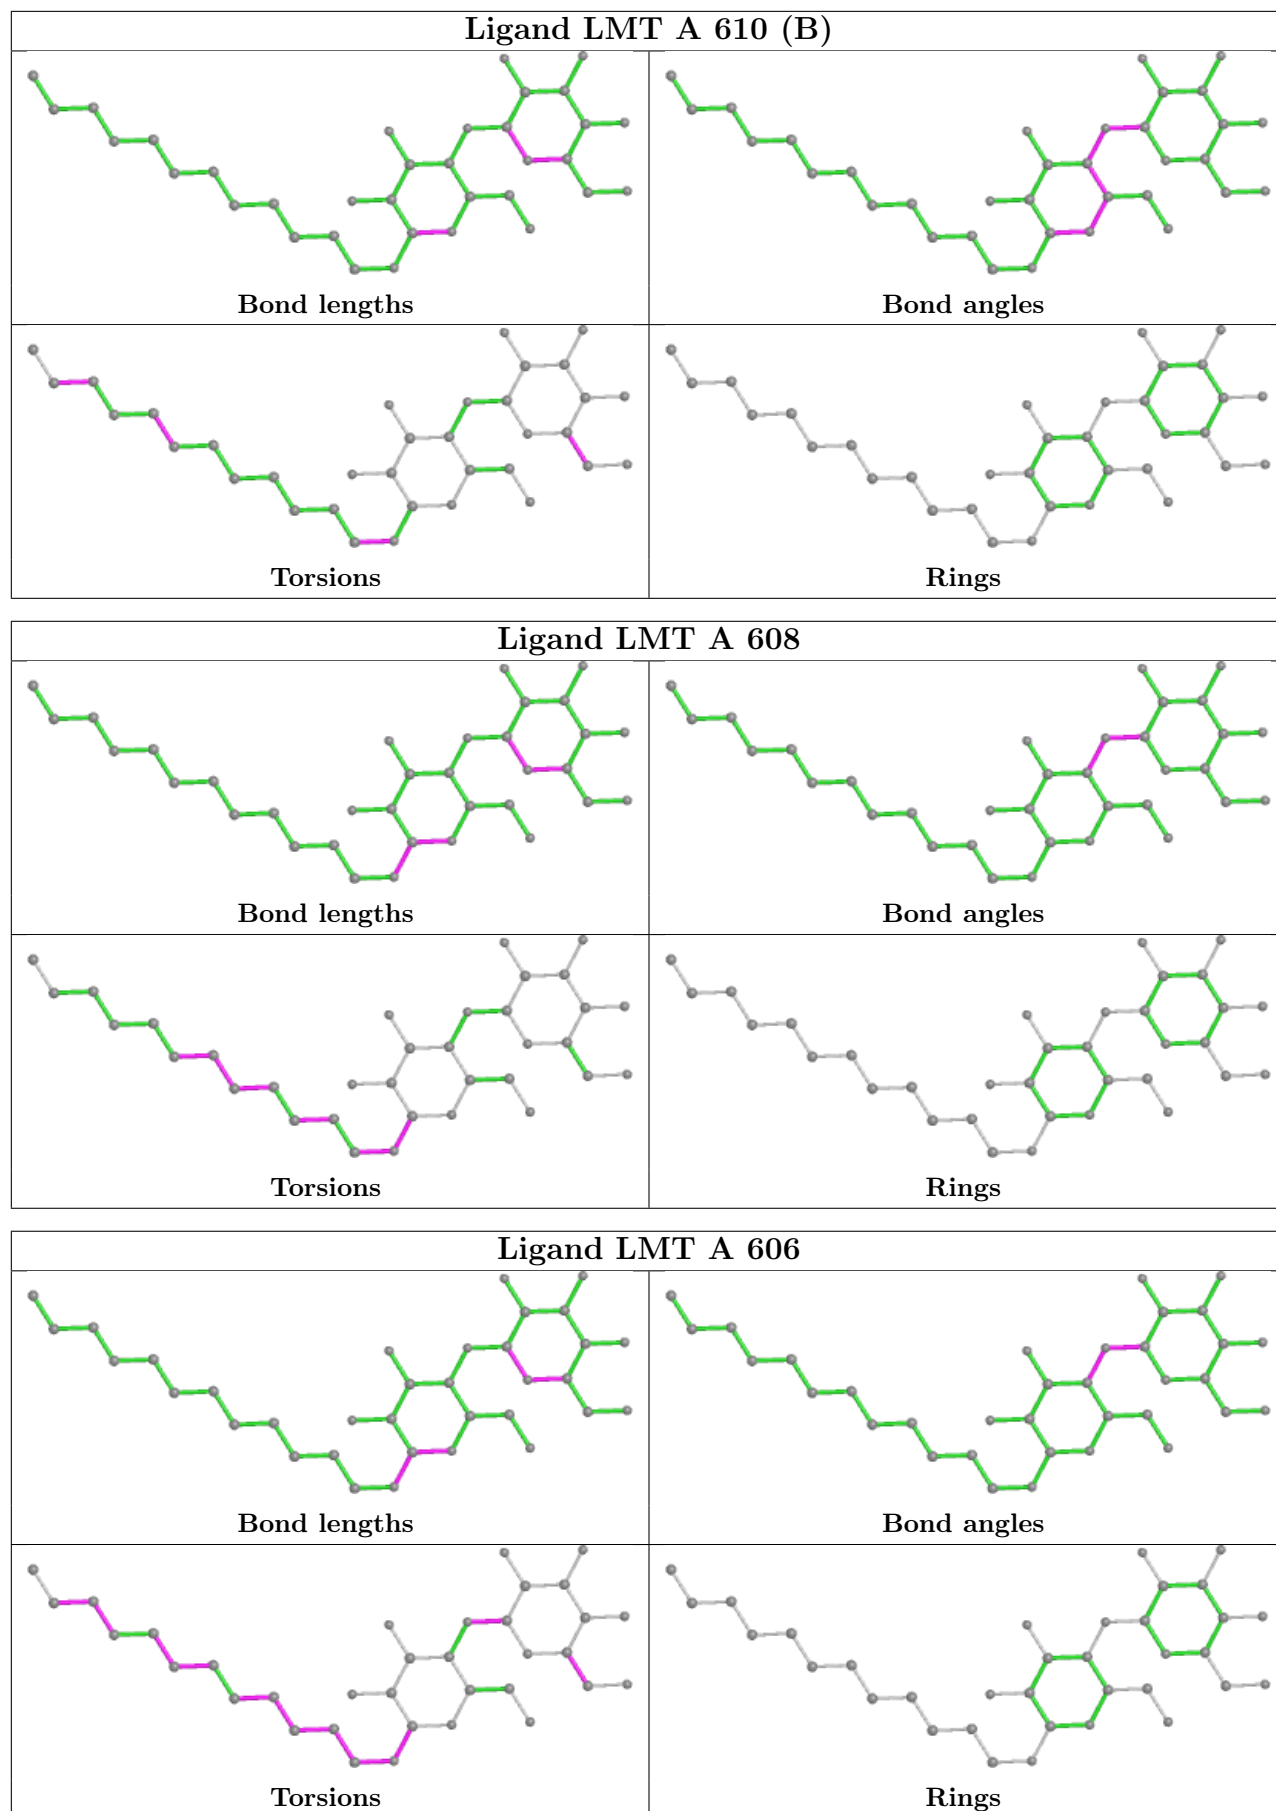 Ligand LMT A 610 (B)
Bond lengths
Bond angles
Torsions
Rings
Ligand LMT A 608
Bond lengths
Bond angles
Torsions
Rings
Ligand LMT A 606
Bond lengths
Bond angles
Torsions
Rings